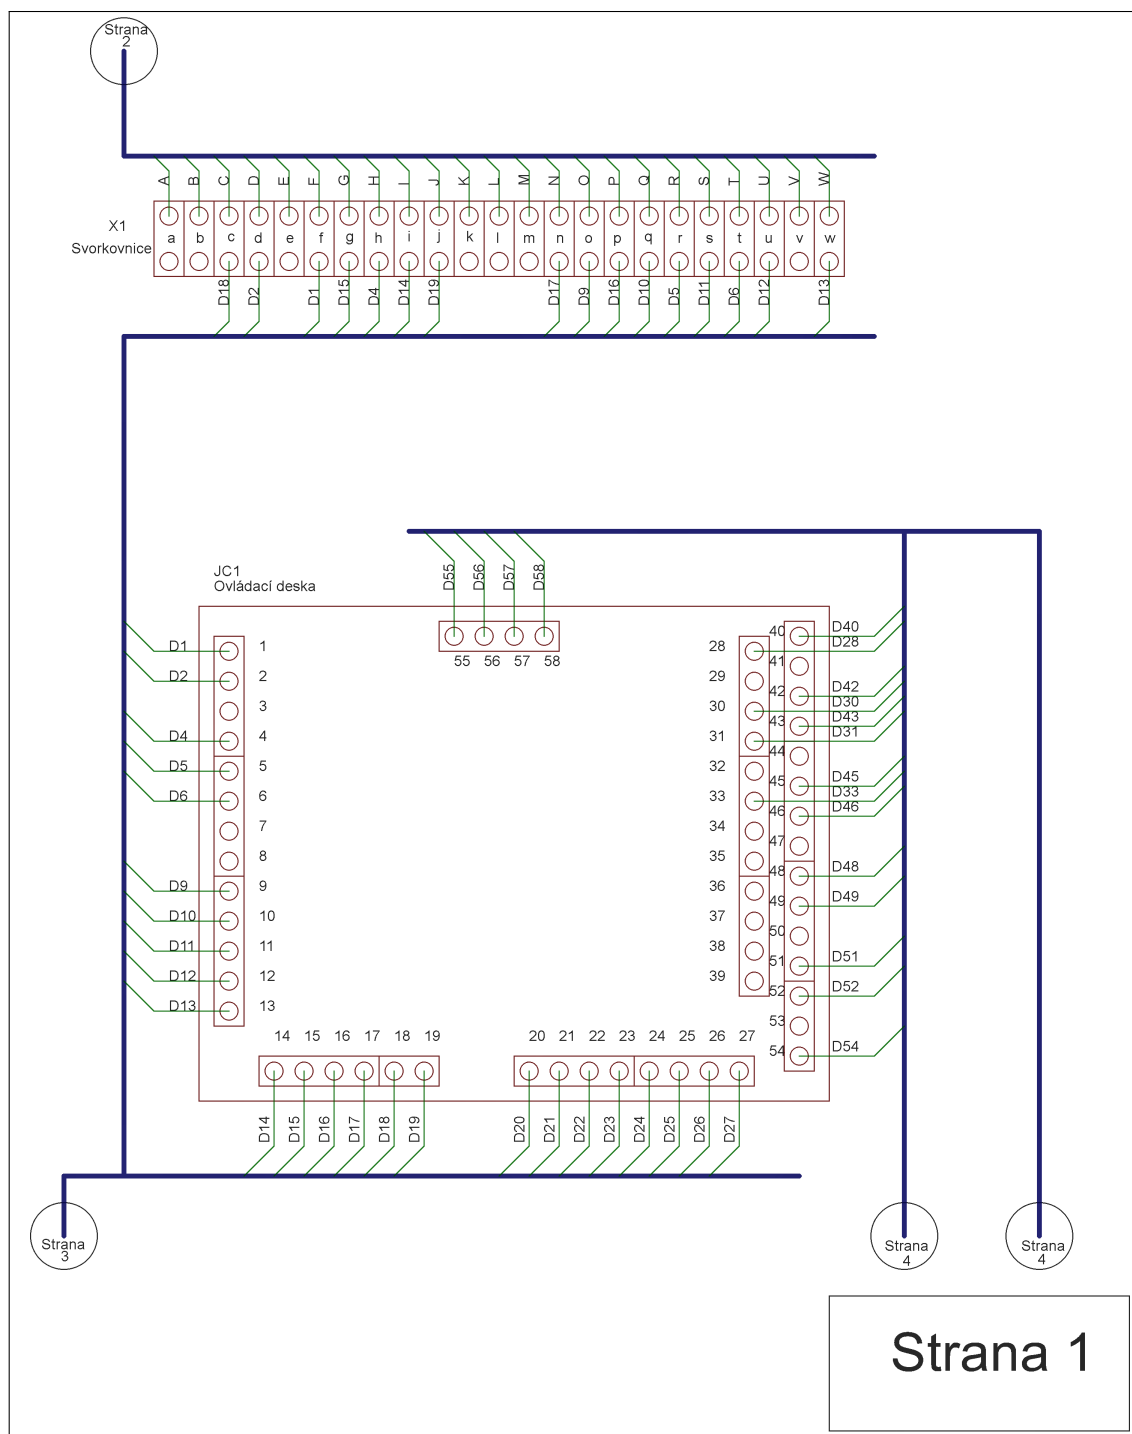 Strana
2
A B C D E F G H I J K L M N O P Q R S T U V W
X1
Svorkovnice
a b c d e f g h i j k l m n o p q r s t u v w
D18 D2 D1 D15 D4 D14 D19 D17 D9 D16 D10 D5 D11 D6 D12 D13
JC1
Ovládací deska
D55 D56 D57 D58
55 56 57 58
D1 1
D2 2
3
D4 4
D5 5
D6 6
7
8
D9 9
D10 10
D11 11
D12 12
D13 13
28
29
30
31
32
33
34
35
36
37
38
39
40 D40
D28
41
42 D42
D30
43 D43
D31
44
45 D45
D33
46 D46
47
48 D48
49 D49
50
51 D51
52 D52
53
54 D54
14 15 16 17 18 19 20 21 22 23 24 25 26 27
D14 D15 D16 D17 D18 D19 D20 D21 D22 D23 D24 D25 D26 D27
Strana
3
Strana
4
Strana
4
Strana 1